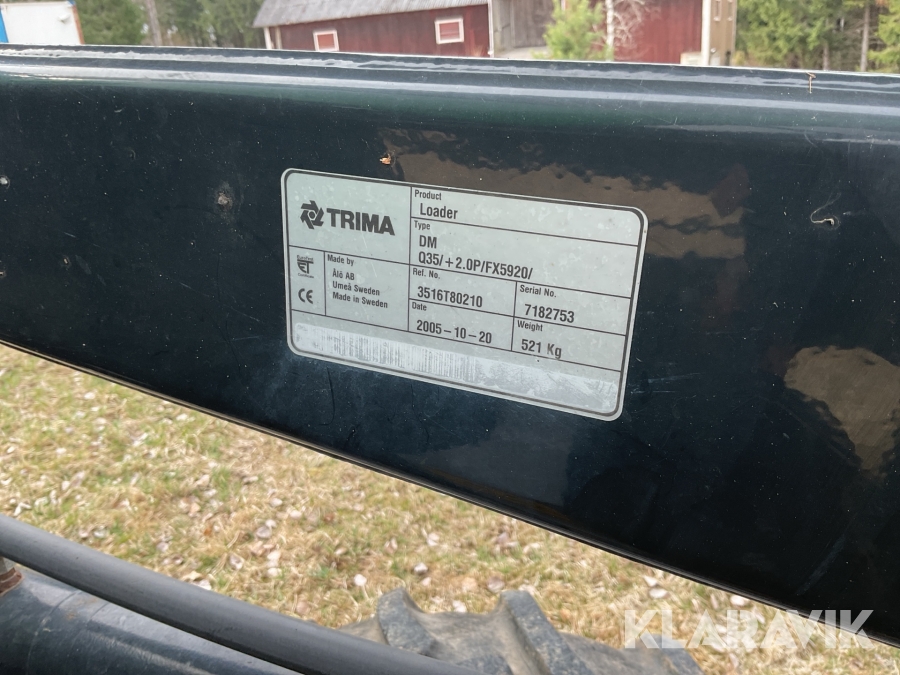 TRIMA
Product
Loader
Type
DM
Q35/+2.0P/FX5920/
Made by
Ålö AB
Umeå Sweden
Made in Sweden
CE
Ref. No.
3516T80210
Serial No.
7182753
Date
2005-10-20
Weight
521 Kg
KLARAVIK